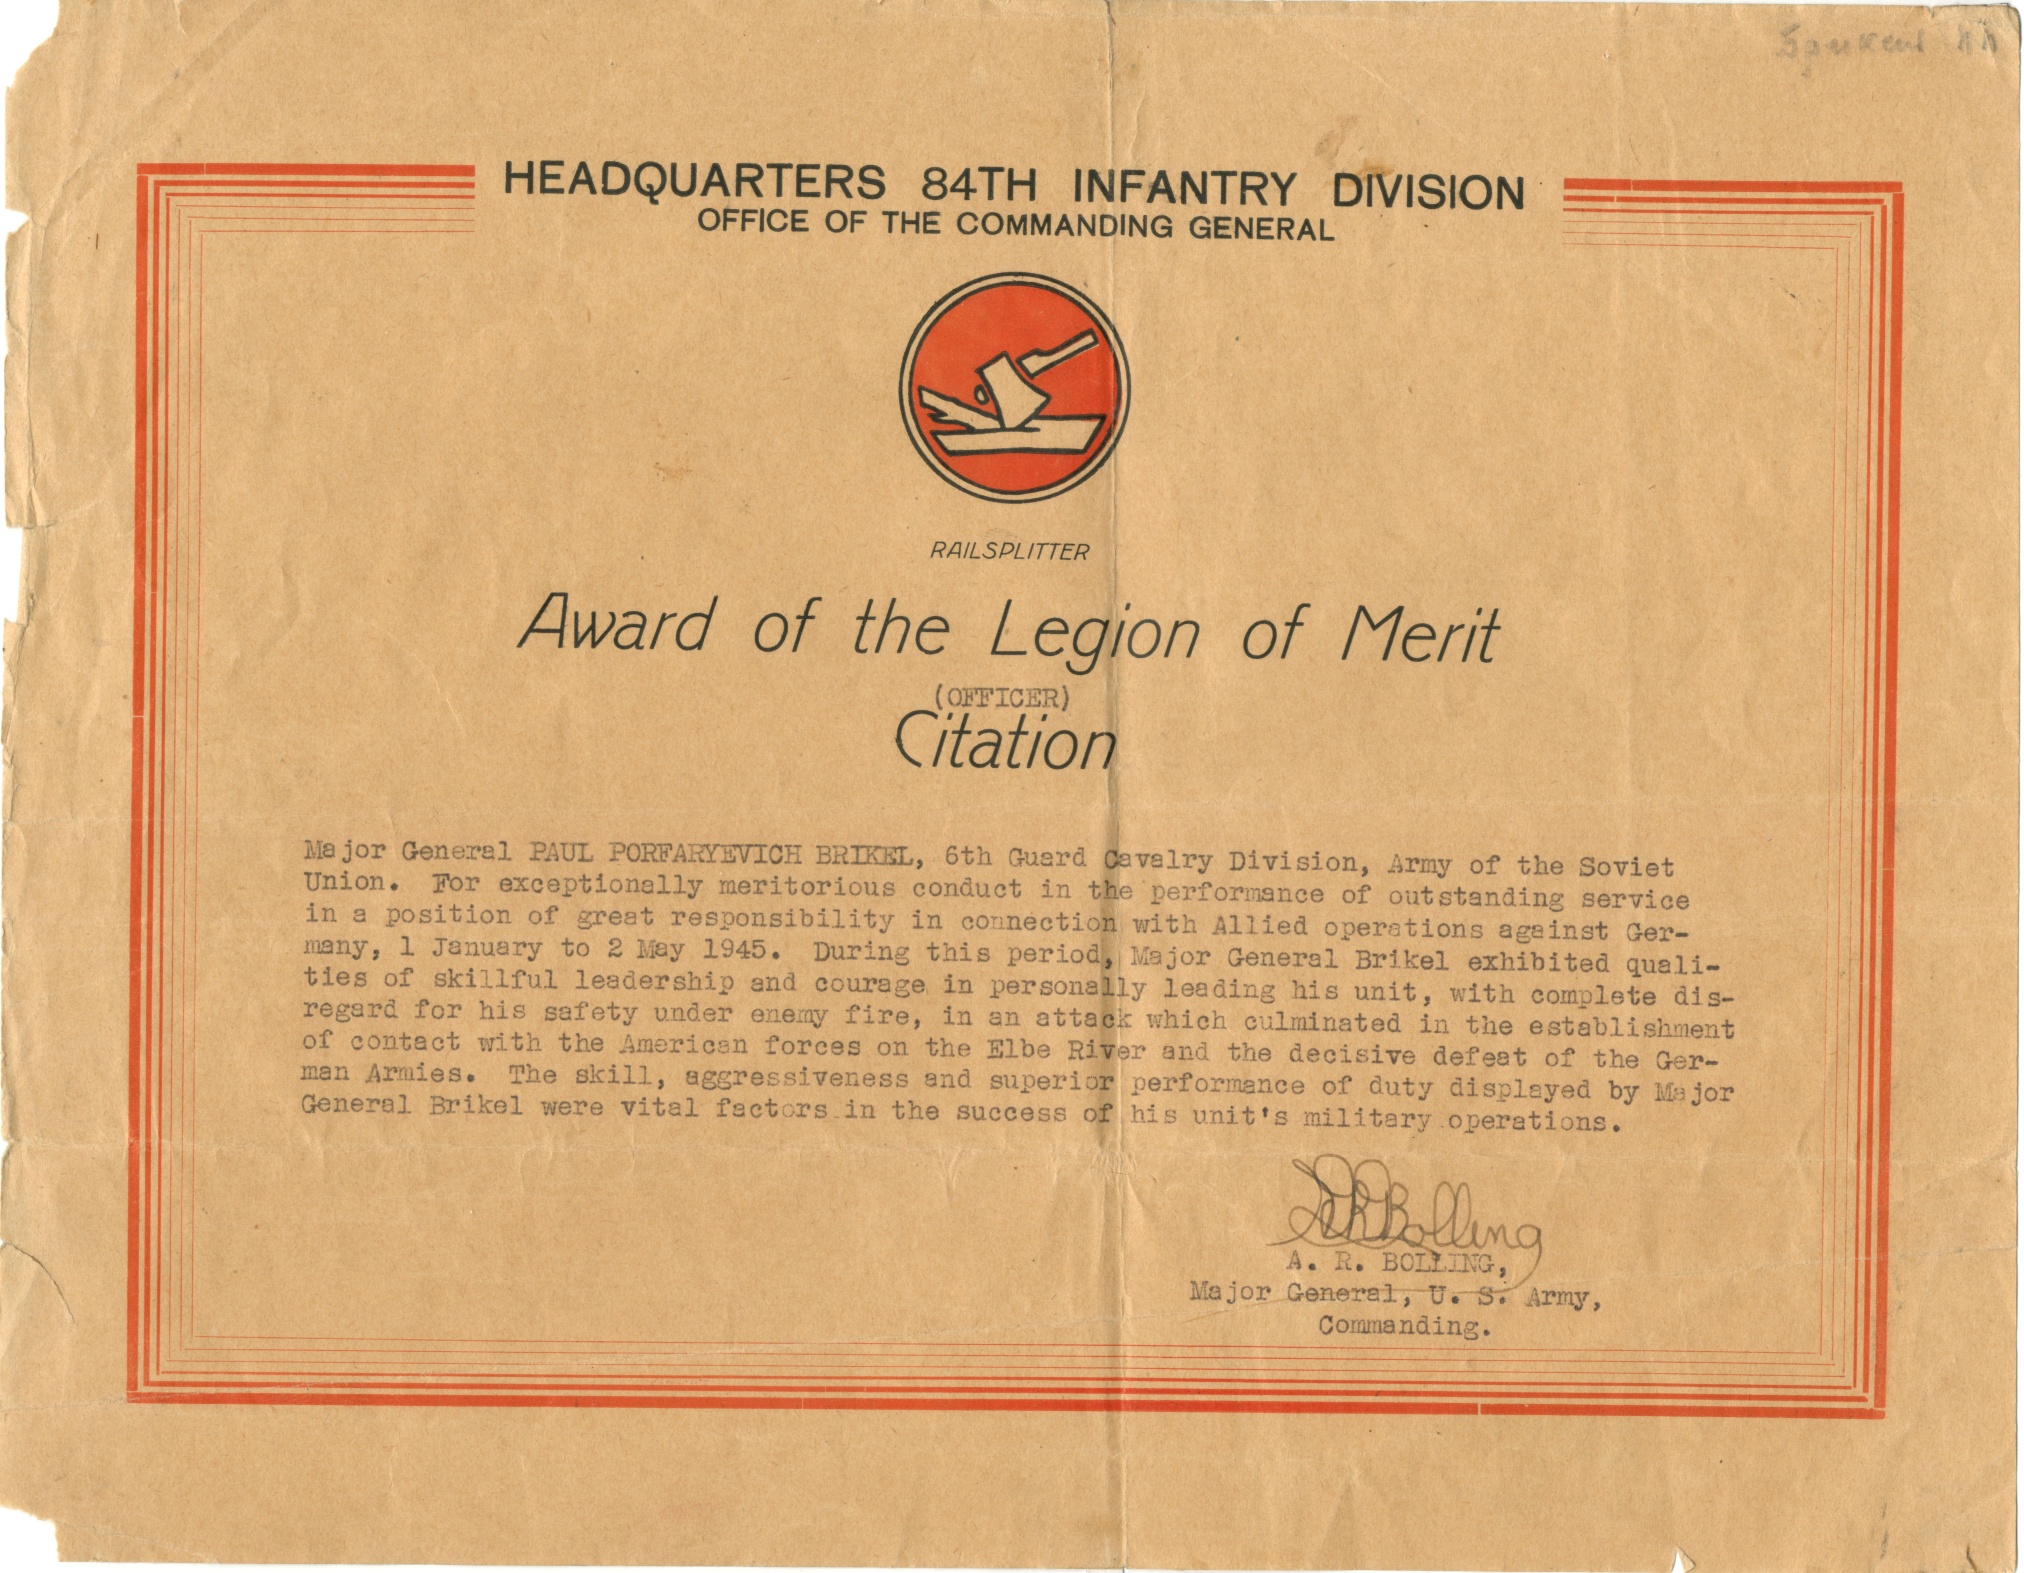 HEADQUARTERS 84TH INFANTRY DIVISION
OFFICE OF THE COMMANDING GENERAL
RAILSPLITTER
Award of the Legion of Merit
(OFFICER)
Citation
Major General PAUL PORFARYEVICH BRIKEL, 6th Guard Cavalry Division, Army of the Soviet
Union. For exceptionally meritorious conduct in the performance of outstanding service
in a position of great responsibility in connection with Allied operations against Ger-
many, 1 January to 2 May 1945. During this period, Major General Brikel exhibited quali-
ties of skillful leadership and courage in personally leading his unit, with complete dis-
regard for his safety under enemy fire, in an attack which culminated in the establishment
of contact with the American forces on the Elbe River and the decisive defeat of the Ger-
man Armies. The skill, aggressiveness and superior performance of duty displayed by Major
General Brikel were vital factors in the success of his unit's military operations.
A R Bolling
A. R. BOLLING,
Major General, U. S. Army,
Commanding.